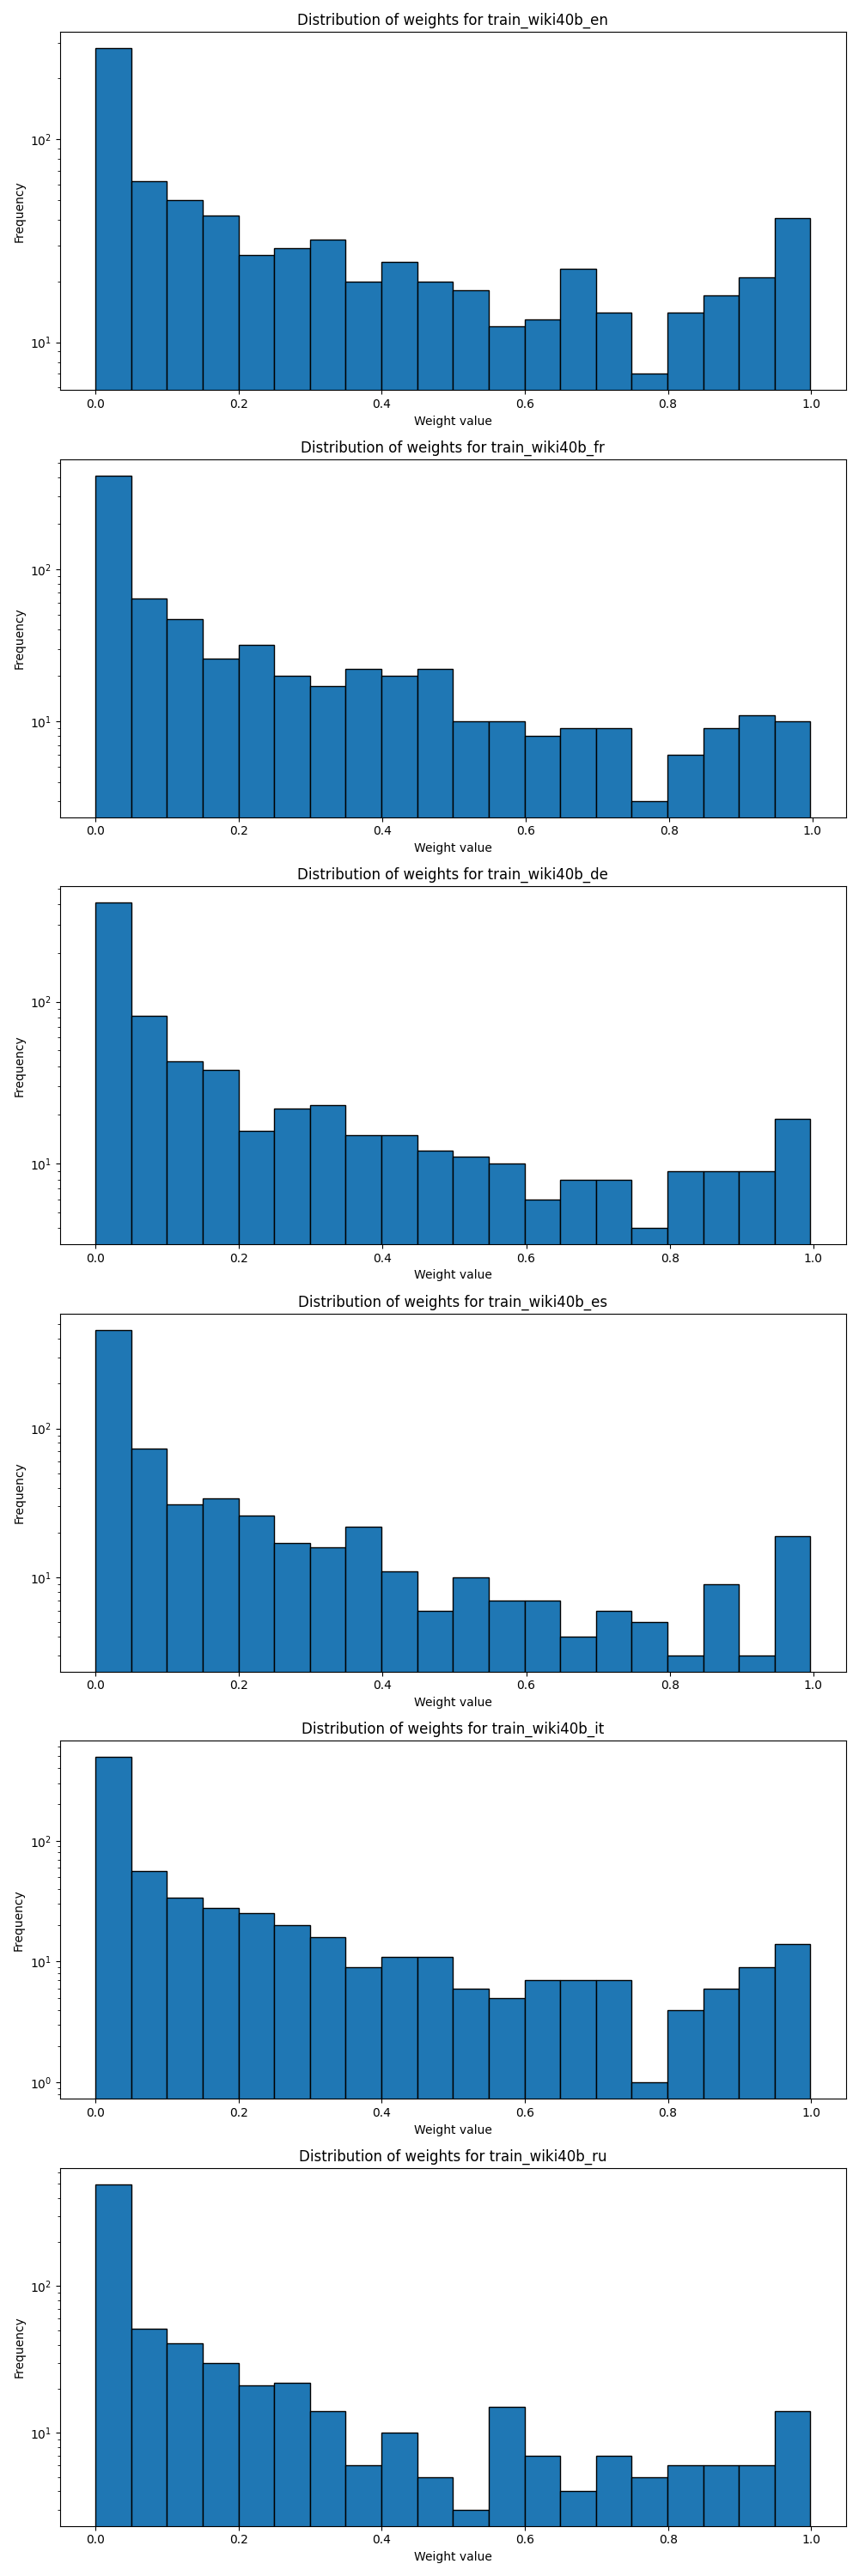 Distribution of weights for train_wiki40b_en
10²
10¹
Frequency
0.0 0.2 0.4 0.6 0.8 1.0
Weight value
Distribution of weights for train_wiki40b_fr
10²
10¹
Frequency
0.0 0.2 0.4 0.6 0.8 1.0
Weight value
Distribution of weights for train_wiki40b_de
10²
10¹
Frequency
0.0 0.2 0.4 0.6 0.8 1.0
Weight value
Distribution of weights for train_wiki40b_es
10²
10¹
Frequency
0.0 0.2 0.4 0.6 0.8 1.0
Weight value
Distribution of weights for train_wiki40b_it
10²
10¹
10⁰
Frequency
0.0 0.2 0.4 0.6 0.8 1.0
Weight value
Distribution of weights for train_wiki40b_ru
10²
10¹
Frequency
0.0 0.2 0.4 0.6 0.8 1.0
Weight value